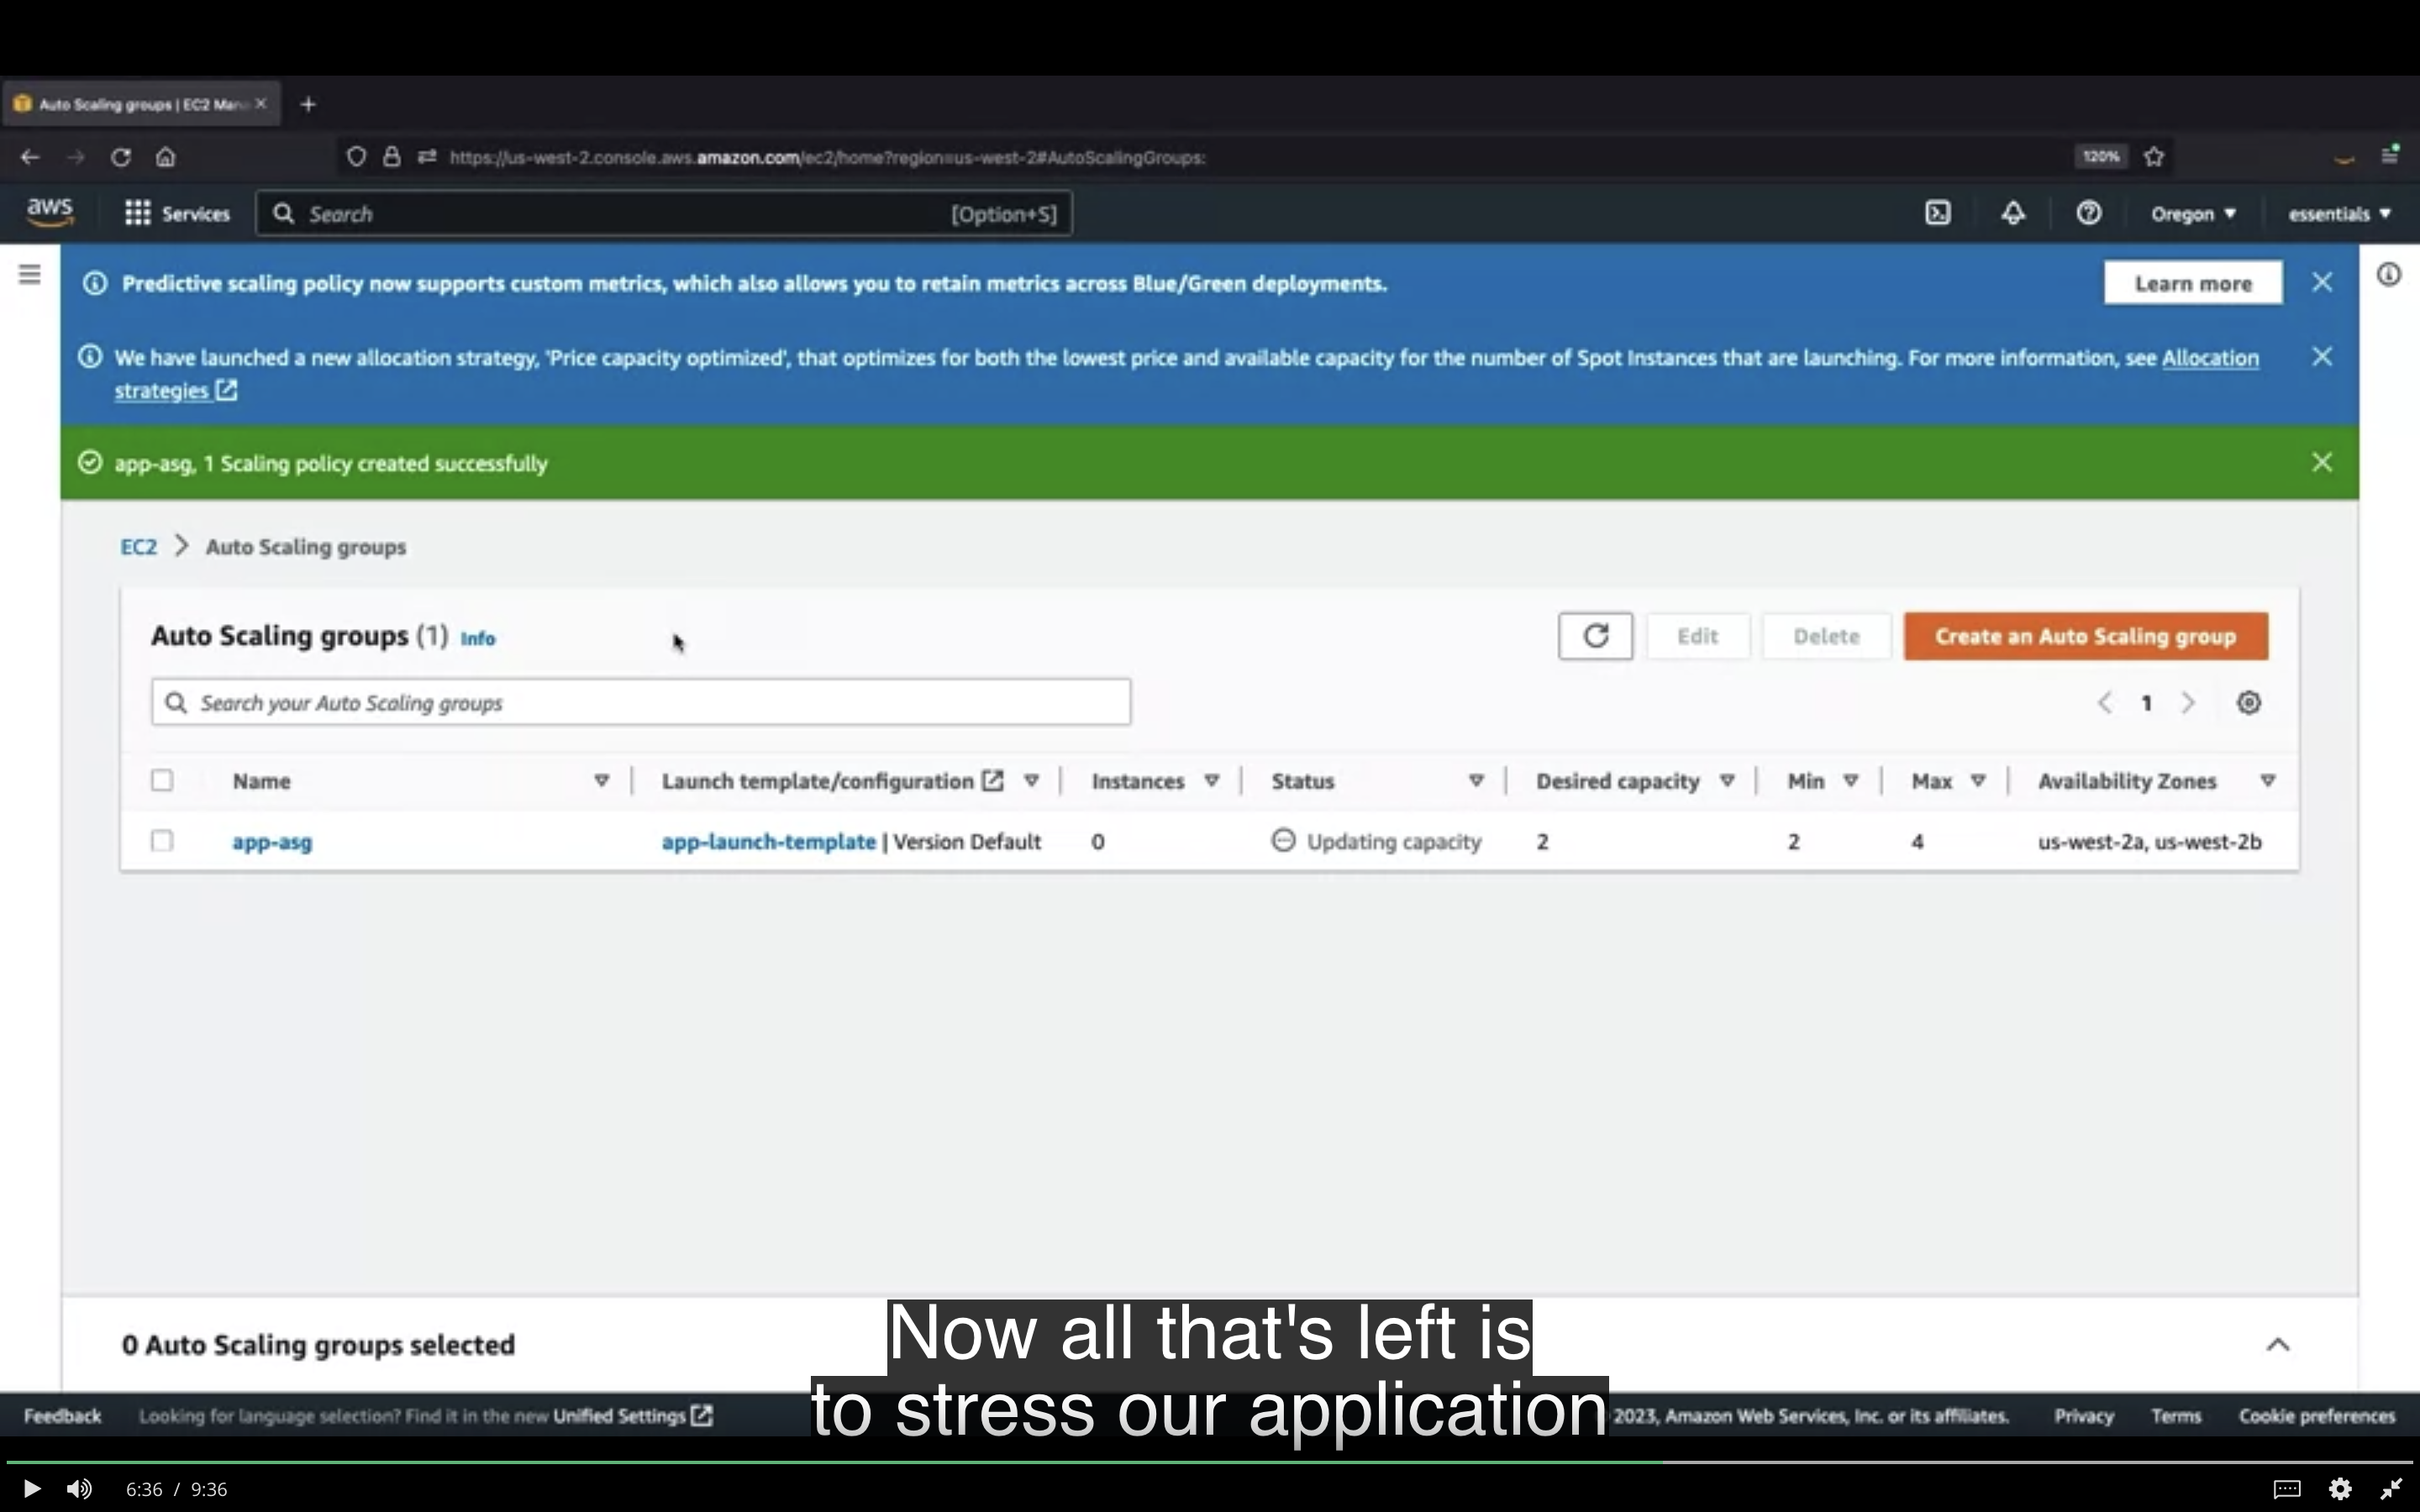 Auto Scaling groups | EC2 Mana
https://us-west-2.console.aws.amazon.com/ec2/home?region=us-west-2#AutoScalingGroups:
120%
aws
Services
Search
[Option+S]
Oregon
essentials
Predictive scaling policy now supports custom metrics, which also allows you to retain metrics across Blue/Green deployments.
Learn more
We have launched a new allocation strategy, 'Price capacity optimized', that optimizes for both the lowest price and available capacity for the number of Spot Instances that are launching. For more information, see Allocation
strategies
app-asg, 1 Scaling policy created successfully
EC2 > Auto Scaling groups
Auto Scaling groups (1) Info
Edit
Delete
Create an Auto Scaling group
Search your Auto Scaling groups
1
Name
Launch template/configuration
Instances
Status
Desired capacity
Min
Max
Availability Zones
app-asg
app-launch-template | Version Default
0
Updating capacity
2
2
4
us-west-2a, us-west-2b
0 Auto Scaling groups selected
Now all that's left is
to stress our application
Feedback
Looking for language selection? Find it in the new Unified Settings
2023, Amazon Web Services, Inc. or its affiliates.
Privacy
Terms
Cookie preferences
6:36 / 9:36